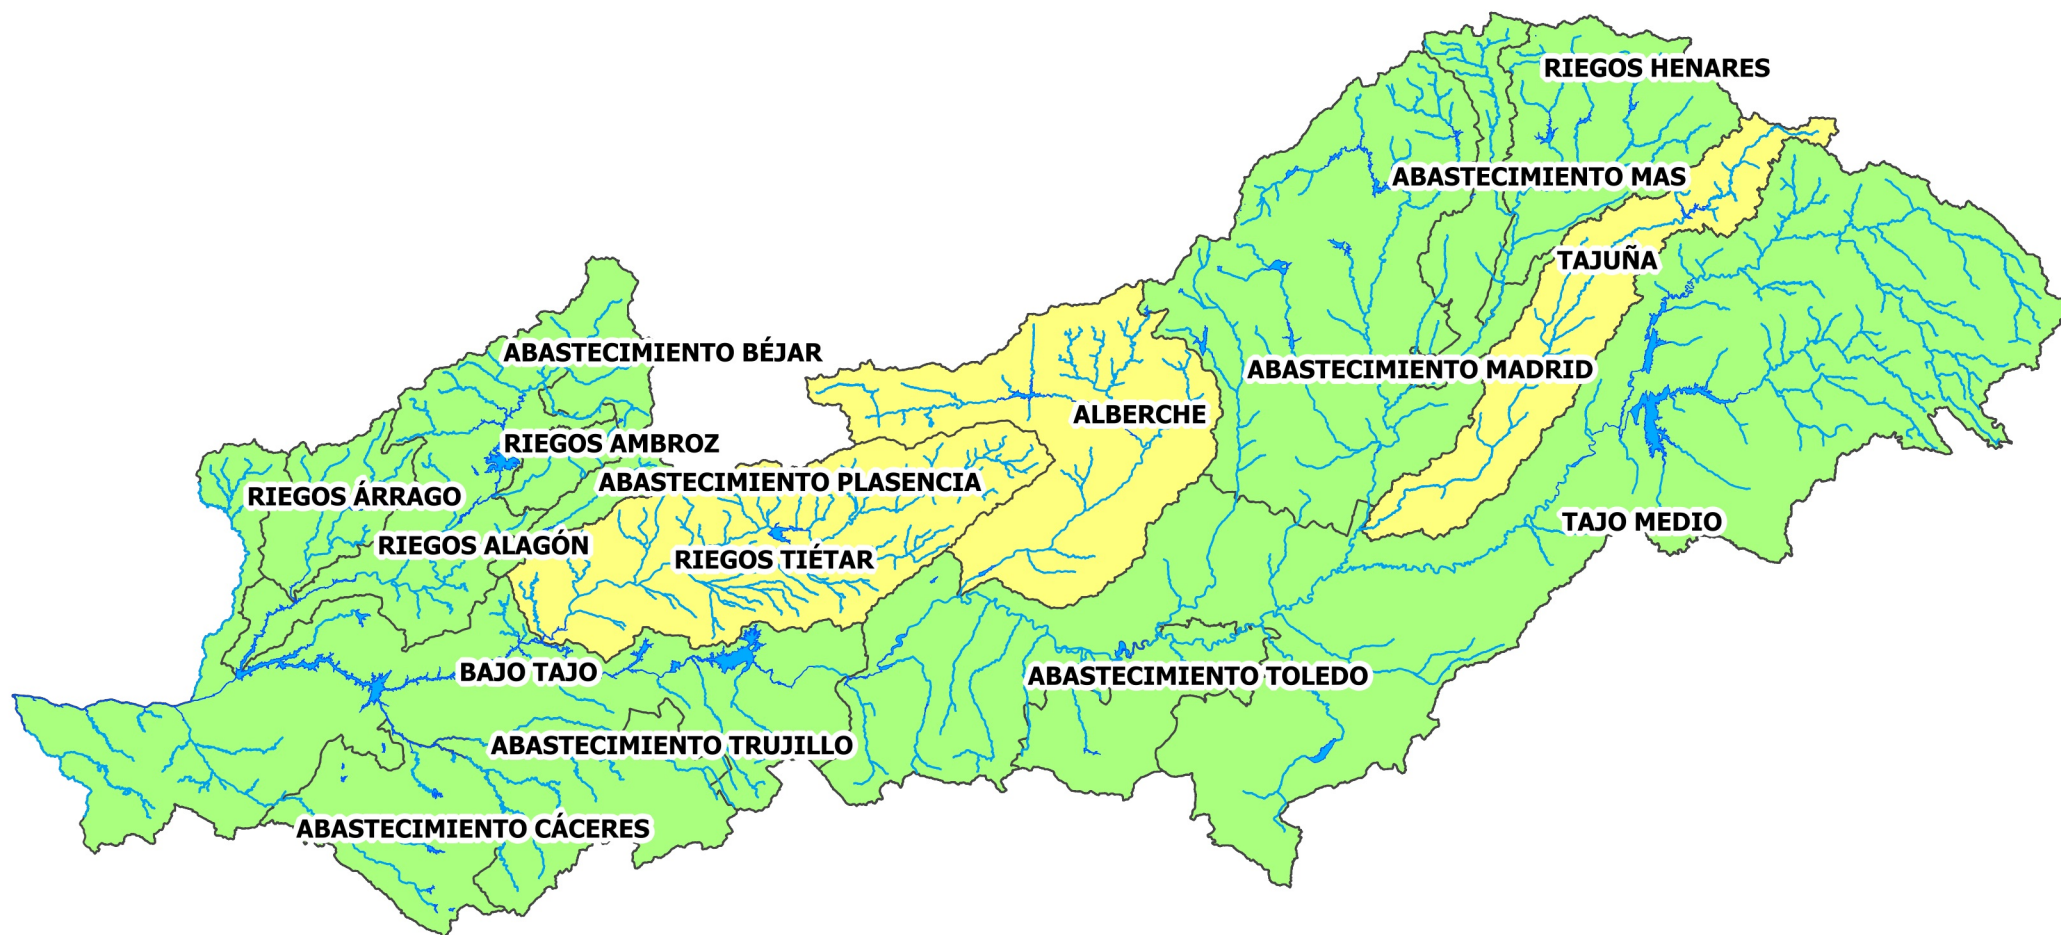 RIEGOS HENARES
ABASTECIMIENTO MAS
TAJUÑA
ABASTECIMIENTO BÉJAR
ABASTECIMIENTO MADRID
ALBERCHE
RIEGOS AMBROZ
ABASTECIMIENTO PLASENCIA
RIEGOS ÁRRAGO
TAJO MEDIO
RIEGOS ALAGÓN
RIEGOS TIÉTAR
BAJO TAJO
ABASTECIMIENTO TOLEDO
ABASTECIMIENTO TRUJILLO
ABASTECIMIENTO CÁCERES